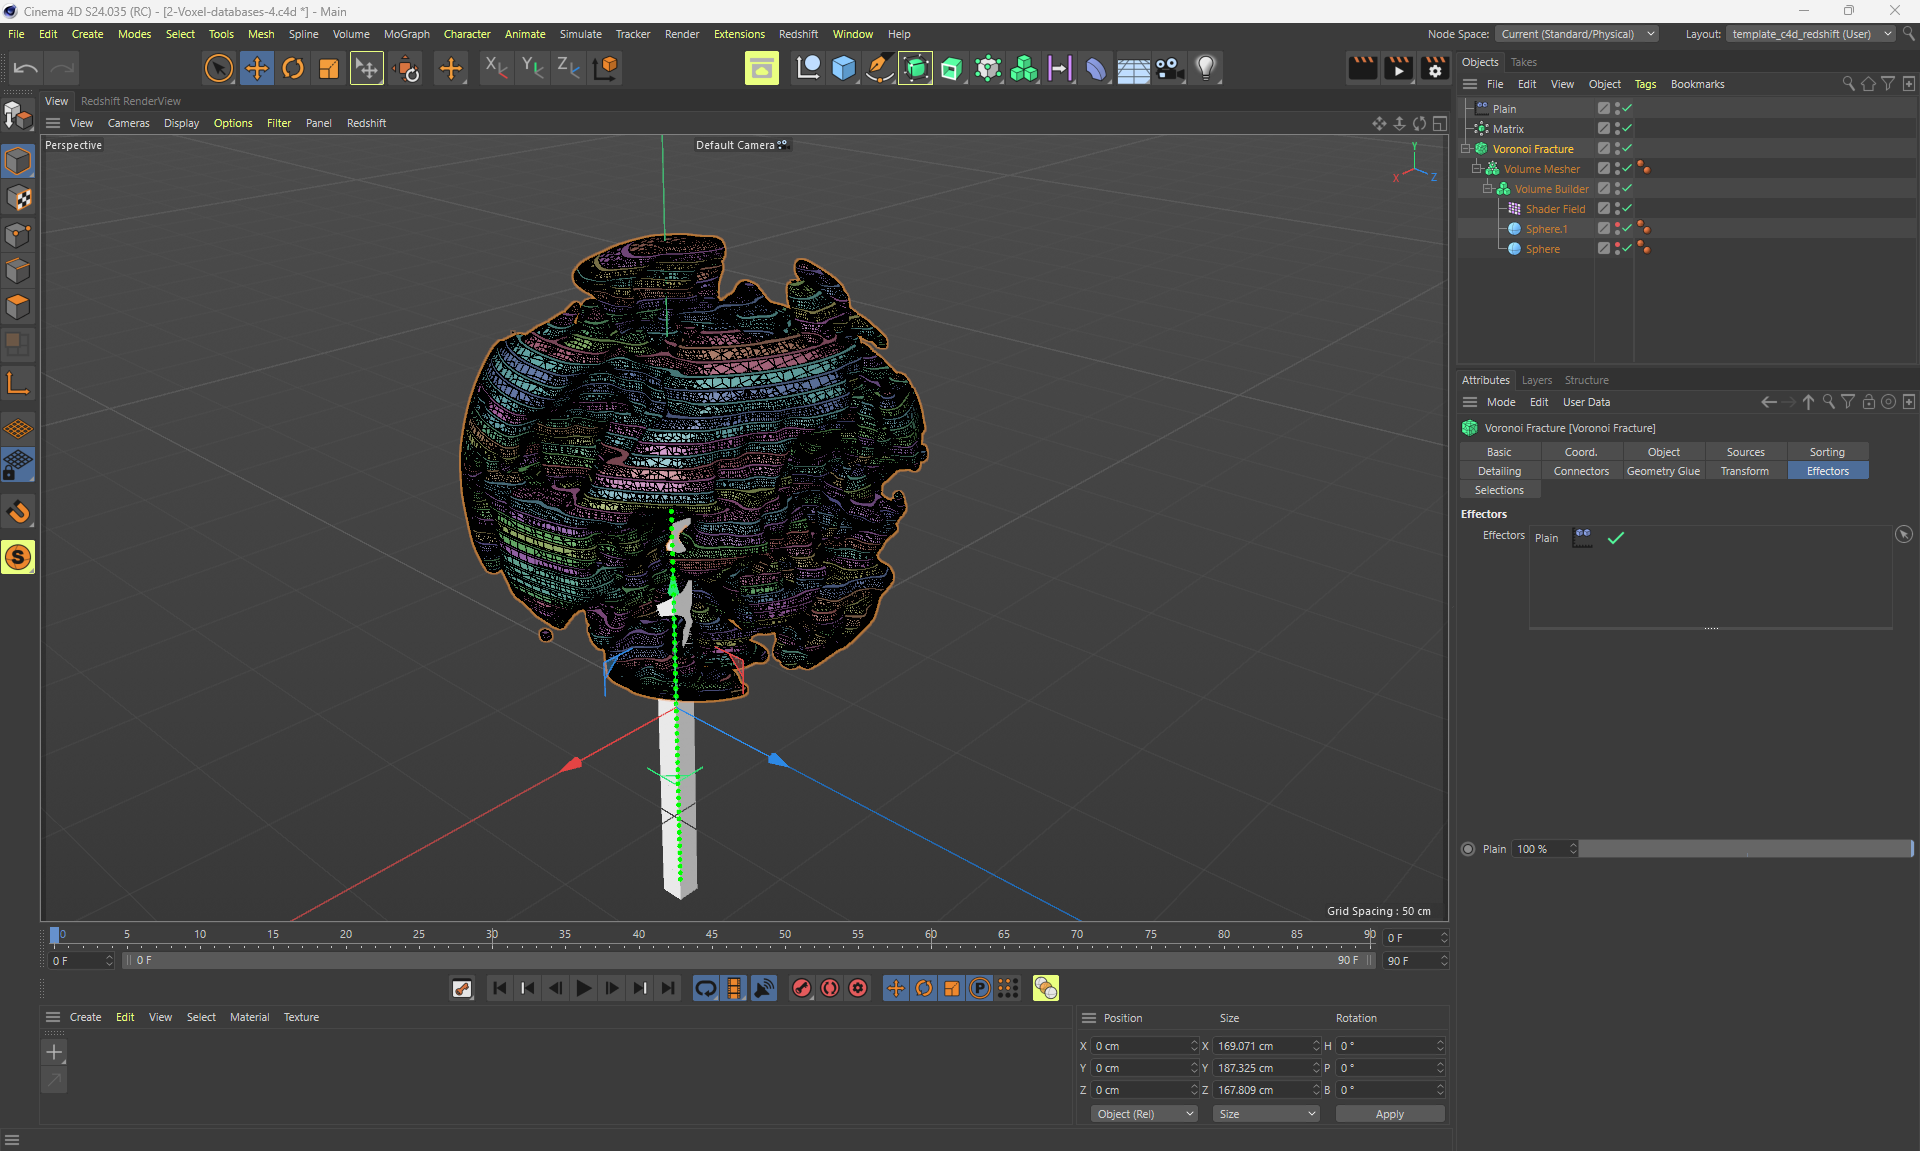 Cinema 4D S24.035 (RC) - [2-Voxel-databases-4.c4d *] - Main
File Edit Create Modes Select Tools Mesh Spline Volume MoGraph Character Animate Simulate Tracker Render Extensions Redshift Window Help
Node Space: Current (Standard/Physical) Layout: template_c4d_redshift (User)
X Y Z
View Redshift RenderView
View Cameras Display Options Filter Panel Redshift
Perspective
Default Camera
Y
X Z
Grid Spacing : 50 cm
0 5 10 15 20 25 30 35 40 45 50 55 60 65 70 75 80 85 90
0 F
0 F
0 F
90 F
90 F
P
S
Create Edit View Select Material Texture
Position Size Rotation
X 0 cm X 169.071 cm H 0 °
Y 0 cm Y 187.325 cm P 0 °
Z 0 cm Z 167.809 cm B 0 °
Object (Rel) Size Apply
Objects Takes
File Edit View Object Tags Bookmarks
Plain
Matrix
Voronoi Fracture
Volume Mesher
Volume Builder
Shader Field
Sphere.1
Sphere
Attributes Layers Structure
Mode Edit User Data
Voronoi Fracture [Voronoi Fracture]
Basic Coord. Object Sources Sorting
Detailing Connectors Geometry Glue Transform Effectors
Selections
Effectors
Effectors Plain
Plain 100 %